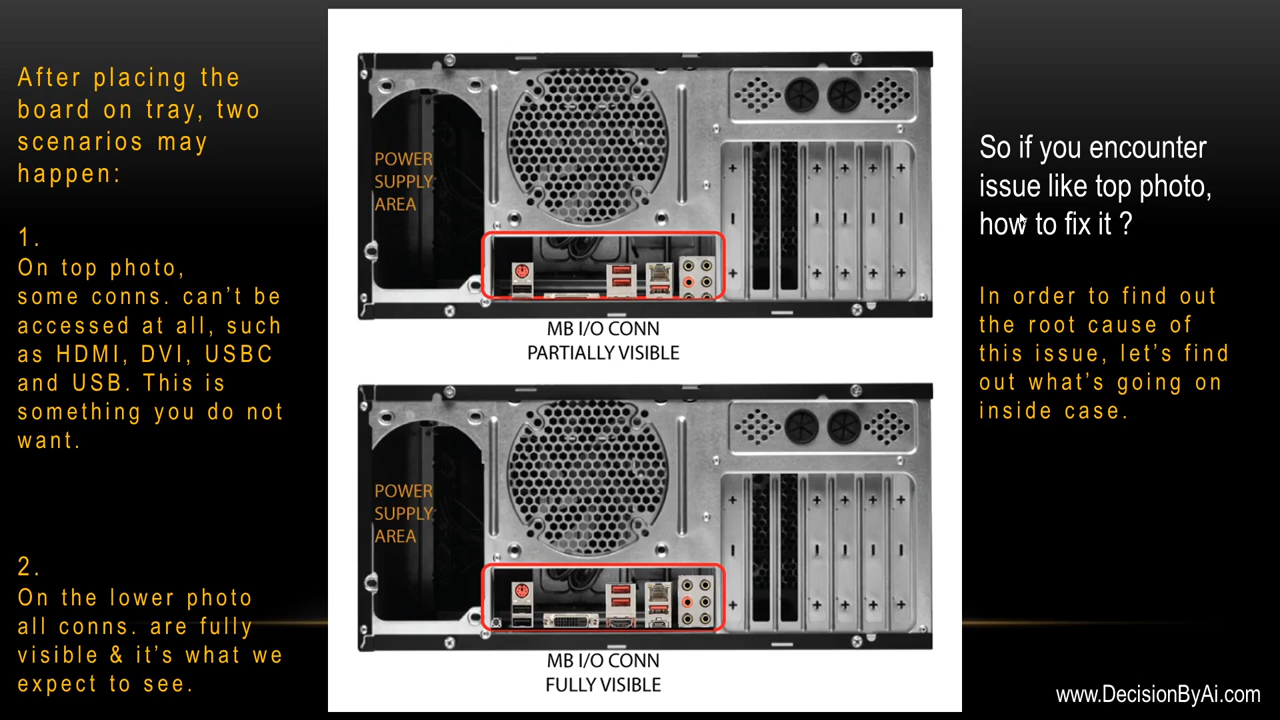 After placing the
board on tray, two
scenarios may
happen:
1.
On top photo,
some conns. can't be
accessed at all, such
as HDMI, DVI, USBC
and USB. This is
something you do not
want.
2.
On the lower photo
all conns. are fully
visible & it's what we
expect to see.
POWER
SUPPLY
AREA
MB I/O CONN
PARTIALLY VISIBLE
POWER
SUPPLY
AREA
MB I/O CONN
FULLY VISIBLE
So if you encounter
issue like top photo,
how to fix it ?
In order to find out
the root cause of
this issue, let's find
out what's going on
inside case.
www.DecisionByAi.com